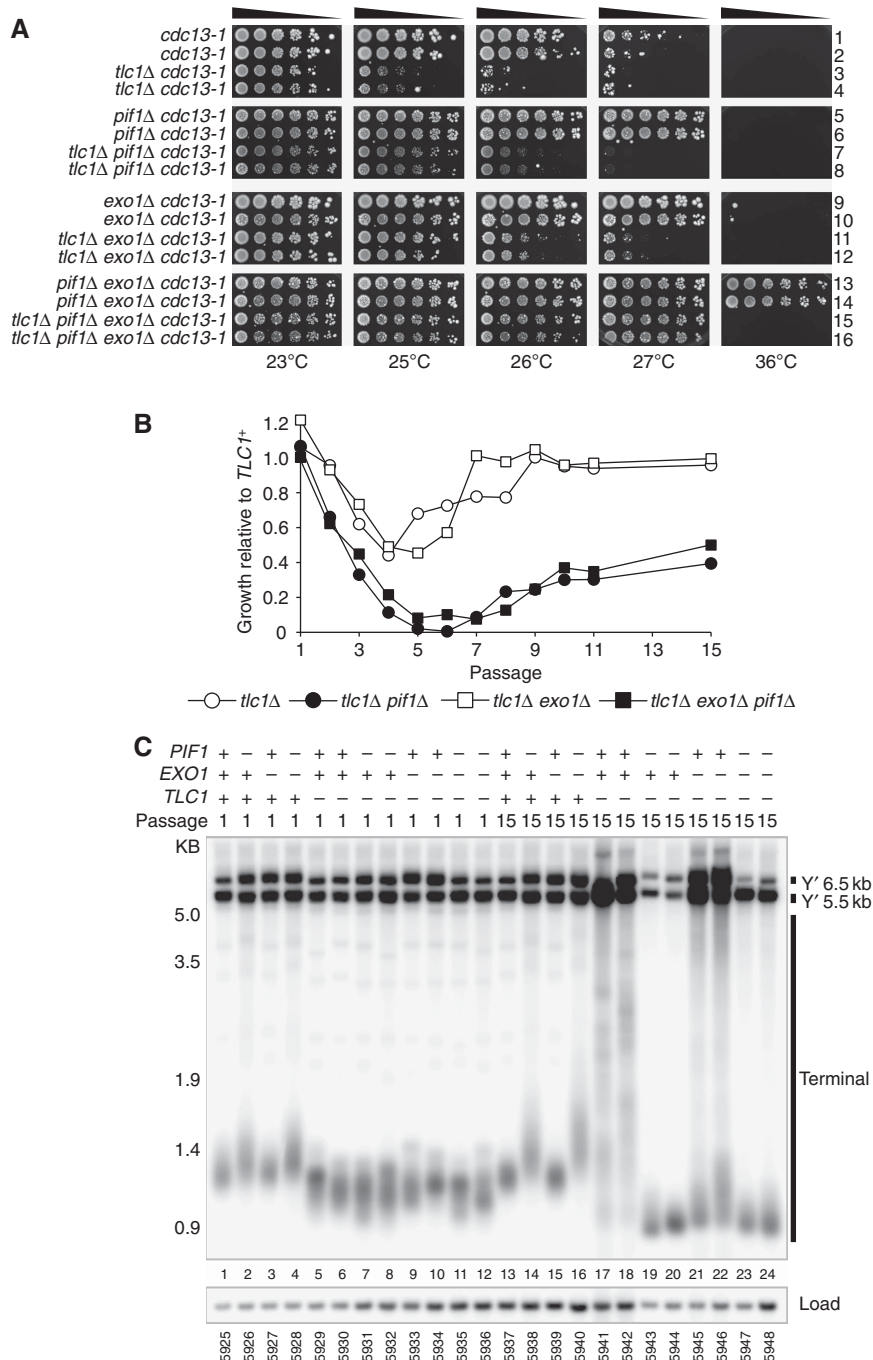 A
cdc13-1 1
cdc13-1 2
tlc1Δ cdc13-1 3
tlc1Δ cdc13-1 4
pif1Δ cdc13-1 5
pif1Δ cdc13-1 6
tlc1Δ pif1Δ cdc13-1 7
tlc1Δ pif1Δ cdc13-1 8
exo1Δ cdc13-1 9
exo1Δ cdc13-1 10
tlc1Δ exo1Δ cdc13-1 11
tlc1Δ exo1Δ cdc13-1 12
pif1Δ exo1Δ cdc13-1 13
pif1Δ exo1Δ cdc13-1 14
tlc1Δ pif1Δ exo1Δ cdc13-1 15
tlc1Δ pif1Δ exo1Δ cdc13-1 16
23°C 25°C 26°C 27°C 36°C
B
Growth relative to TLC1+
1.2
1.0
0.8
0.6
0.4
0.2
0
1 3 5 7 9 11 13 15
Passage
tlc1Δ tlc1Δ pif1Δ tlc1Δ exo1Δ tlc1Δ exo1Δ pif1Δ
C
PIF1 + – + – + + – – + + – – + – + – + + – – + + – –
EXO1 + + – – + + + + – – – – + + – – + + + + – – – –
TLC1 + + + + – – – – – – – – + + + + – – – – – – – –
Passage 1 1 1 1 1 1 1 1 1 1 1 1 15 15 15 15 15 15 15 15 15 15 15 15
KB
Y′ 6.5 kb
Y′ 5.5 kb
5.0
3.5
1.9
Terminal
1.4
0.9
1 2 3 4 5 6 7 8 9 10 11 12 13 14 15 16 17 18 19 20 21 22 23 24
Load
5925 5926 5927 5928 5929 5930 5931 5932 5933 5934 5935 5936 5937 5938 5939 5940 5941 5942 5943 5944 5945 5946 5947 5948